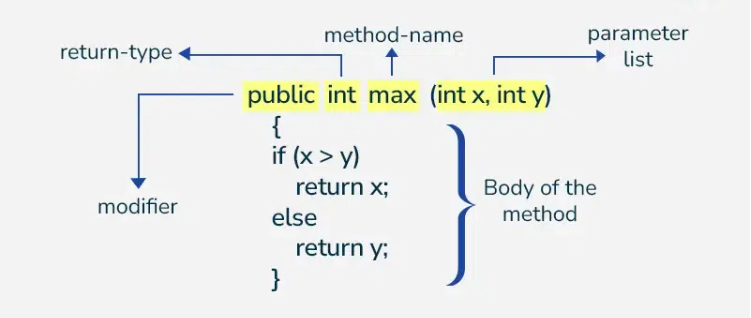 method-name
return-type
parameter
list
public int max (int x, int y)
{
if (x > y)
return x;
else
return y;
}
modifier
Body of the
method